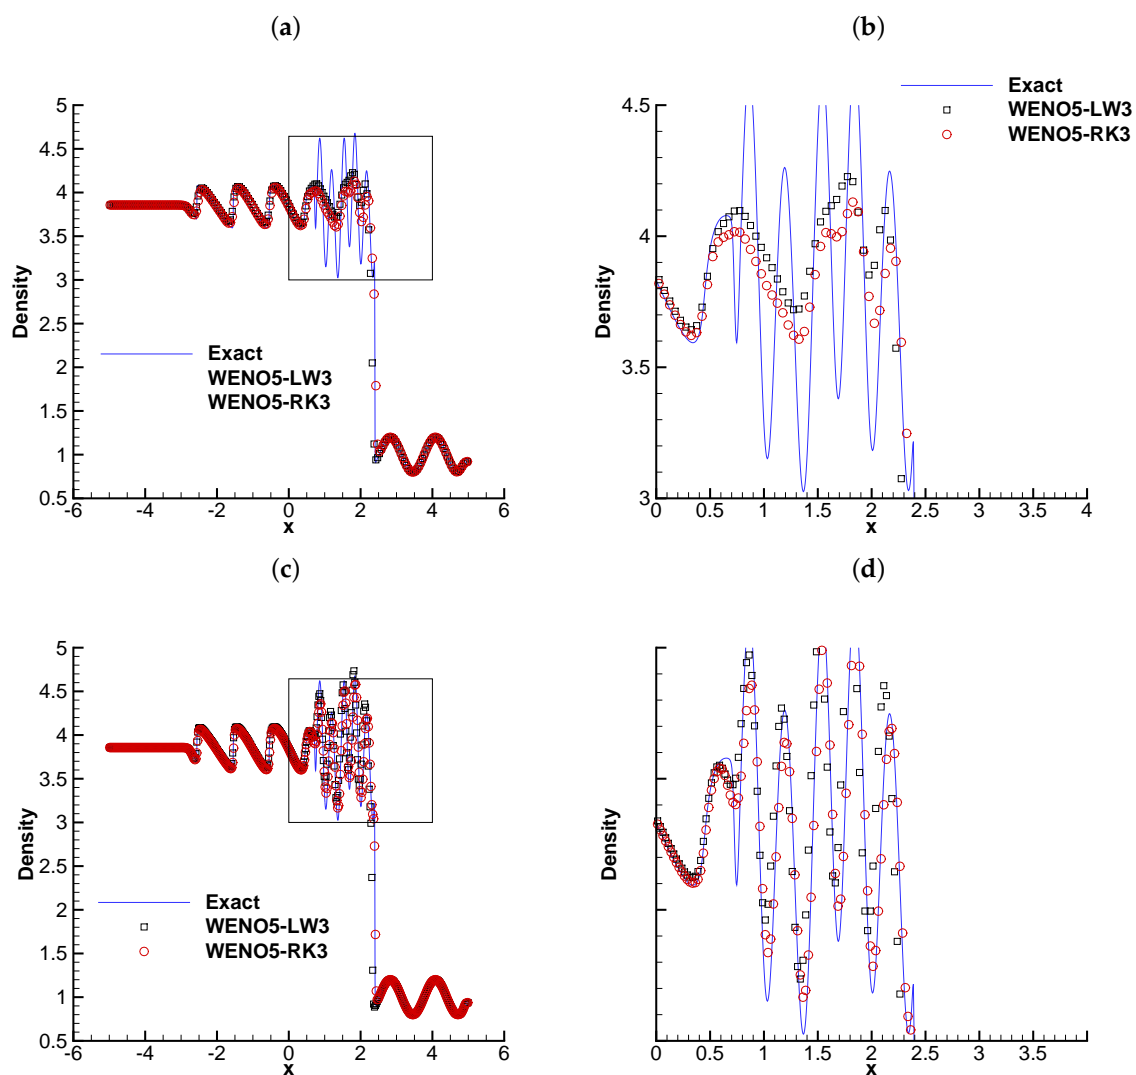 (a)
5
4.5
4
3.5
3
2.5
2
1.5
1
0.5
Density
Exact
WENO5-LW3
WENO5-RK3
-6 -4 -2 0 2 4 6
x
(b)
Exact
WENO5-LW3
WENO5-RK3
4.5
4
3.5
3
Density
0 0.5 1 1.5 2 2.5 3 3.5 4
x
(c)
5
4.5
4
3.5
3
2.5
2
1.5
1
0.5
Density
Exact
WENO5-LW3
WENO5-RK3
-6 -4 -2 0 2 4 6
x
(d)
Density
0 0.5 1 1.5 2 2.5 3 3.5 4
x